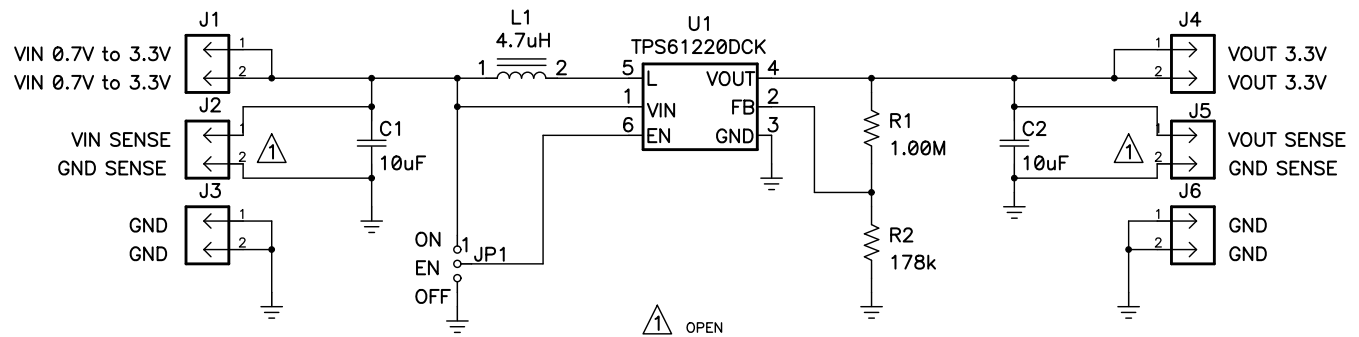 J1
VIN 0.7V to 3.3V
1
VIN 0.7V to 3.3V
2
J2
VIN SENSE
1
GND SENSE
2
1
J3
GND
1
GND
2
C1
10uF
L1
4.7uH
1 2
U1
TPS61220DCK
5 L
1 VIN
6 EN
VOUT 4
FB 2
GND 3
ON
1
EN
JP1
OFF
R1
1.00M
R2
178k
C2
10uF
J4
1
VOUT 3.3V
2
VOUT 3.3V
1
J5
1
VOUT SENSE
2
GND SENSE
J6
1
GND
2
GND
1 OPEN